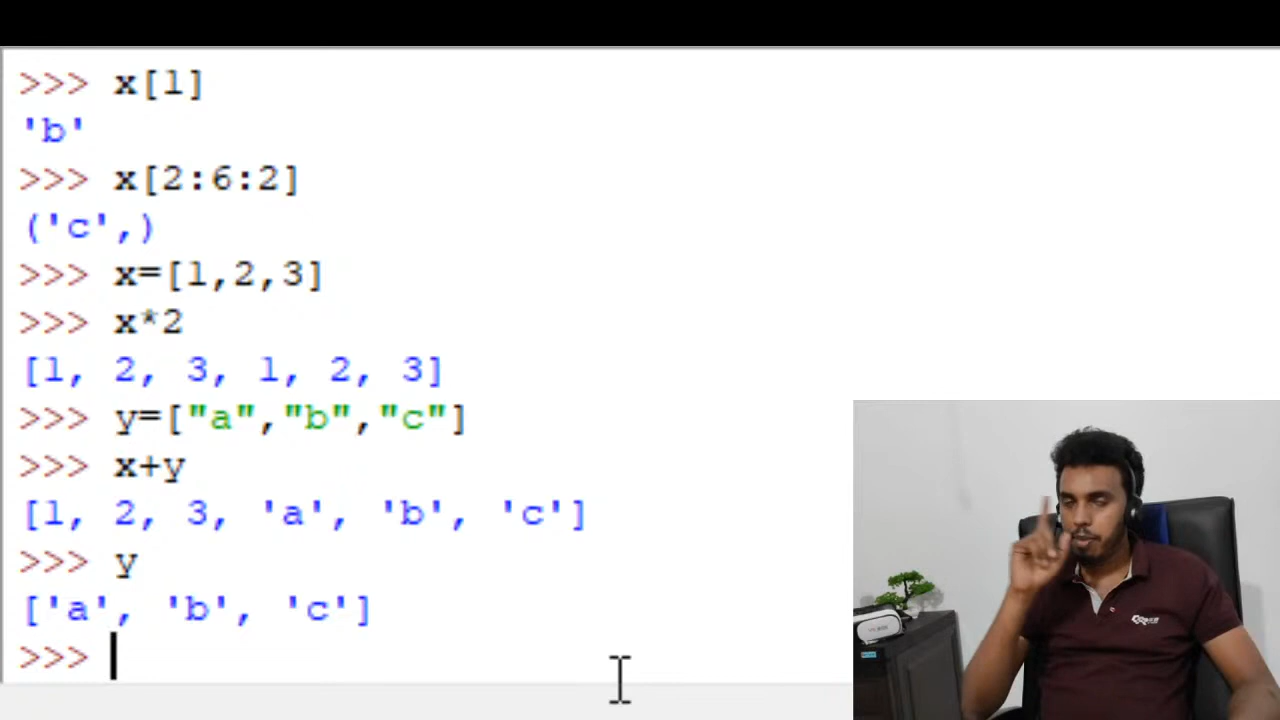 >>> x[1]
'b'
>>> x[2:6:2]
('c',)
>>> x=[1,2,3]
>>> x*2
[1, 2, 3, 1, 2, 3]
>>> y=["a","b","c"]
>>> x+y
[1, 2, 3, 'a', 'b', 'c']
>>> y
['a', 'b', 'c']
>>>